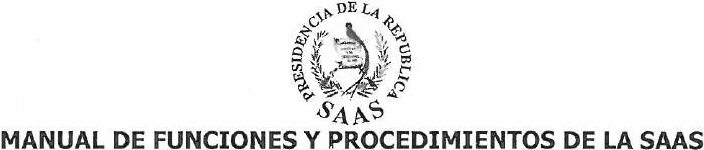 PRESIDENCIA DE LA REPUBLICA
SAAS
MANUAL DE FUNCIONES Y PROCEDIMIENTOS DE LA SAAS